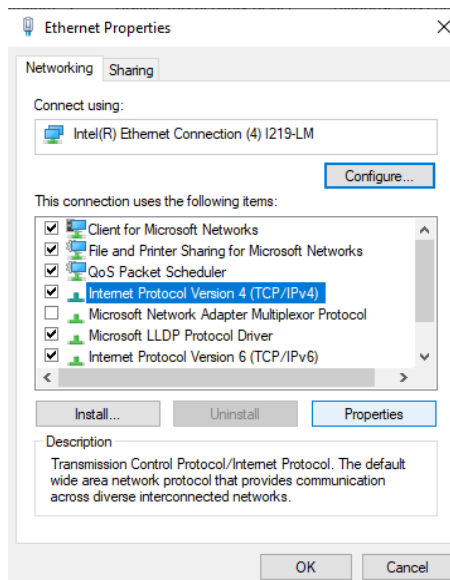 Ethernet Properties
Networking
Sharing
Connect using:
Intel(R) Ethernet Connection (4) I219-LM
Configure...
This connection uses the following items:
Client for Microsoft Networks
File and Printer Sharing for Microsoft Networks
QoS Packet Scheduler
Internet Protocol Version 4 (TCP/IPv4)
Microsoft Network Adapter Multiplexor Protocol
Microsoft LLDP Protocol Driver
Internet Protocol Version 6 (TCP/IPv6)
Install...
Uninstall
Properties
Description
Transmission Control Protocol/Internet Protocol. The default
wide area network protocol that provides communication
across diverse interconnected networks.
OK
Cancel